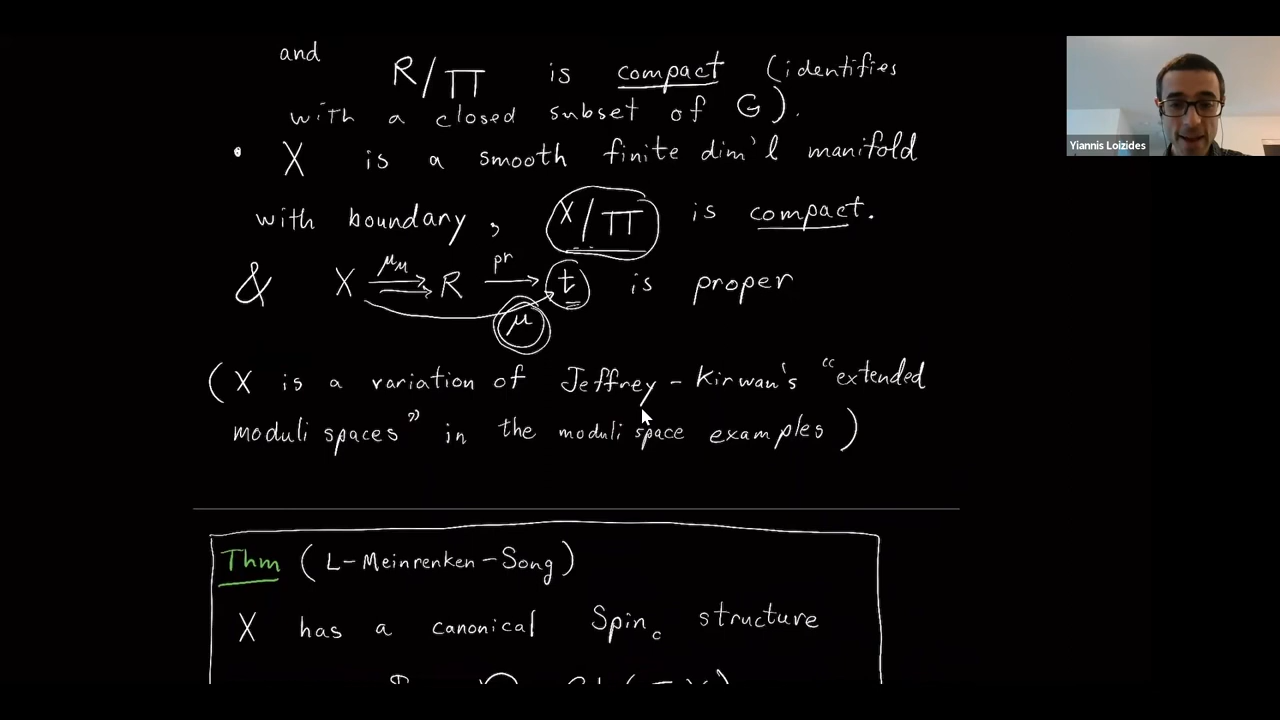 and
R/Π is compact (identifies
with a closed subset of G).
• X is a smooth finite dim'l manifold
with boundary, X/Π is compact.
& X → R pr → t is proper
μ
(X is a variation of Jeffrey-Kirwan's "extended
moduli spaces" in the moduli space examples)
Thm (L-Meinrenken-Song)
X has a canonical Spin_c structure
Yiannis Loizides